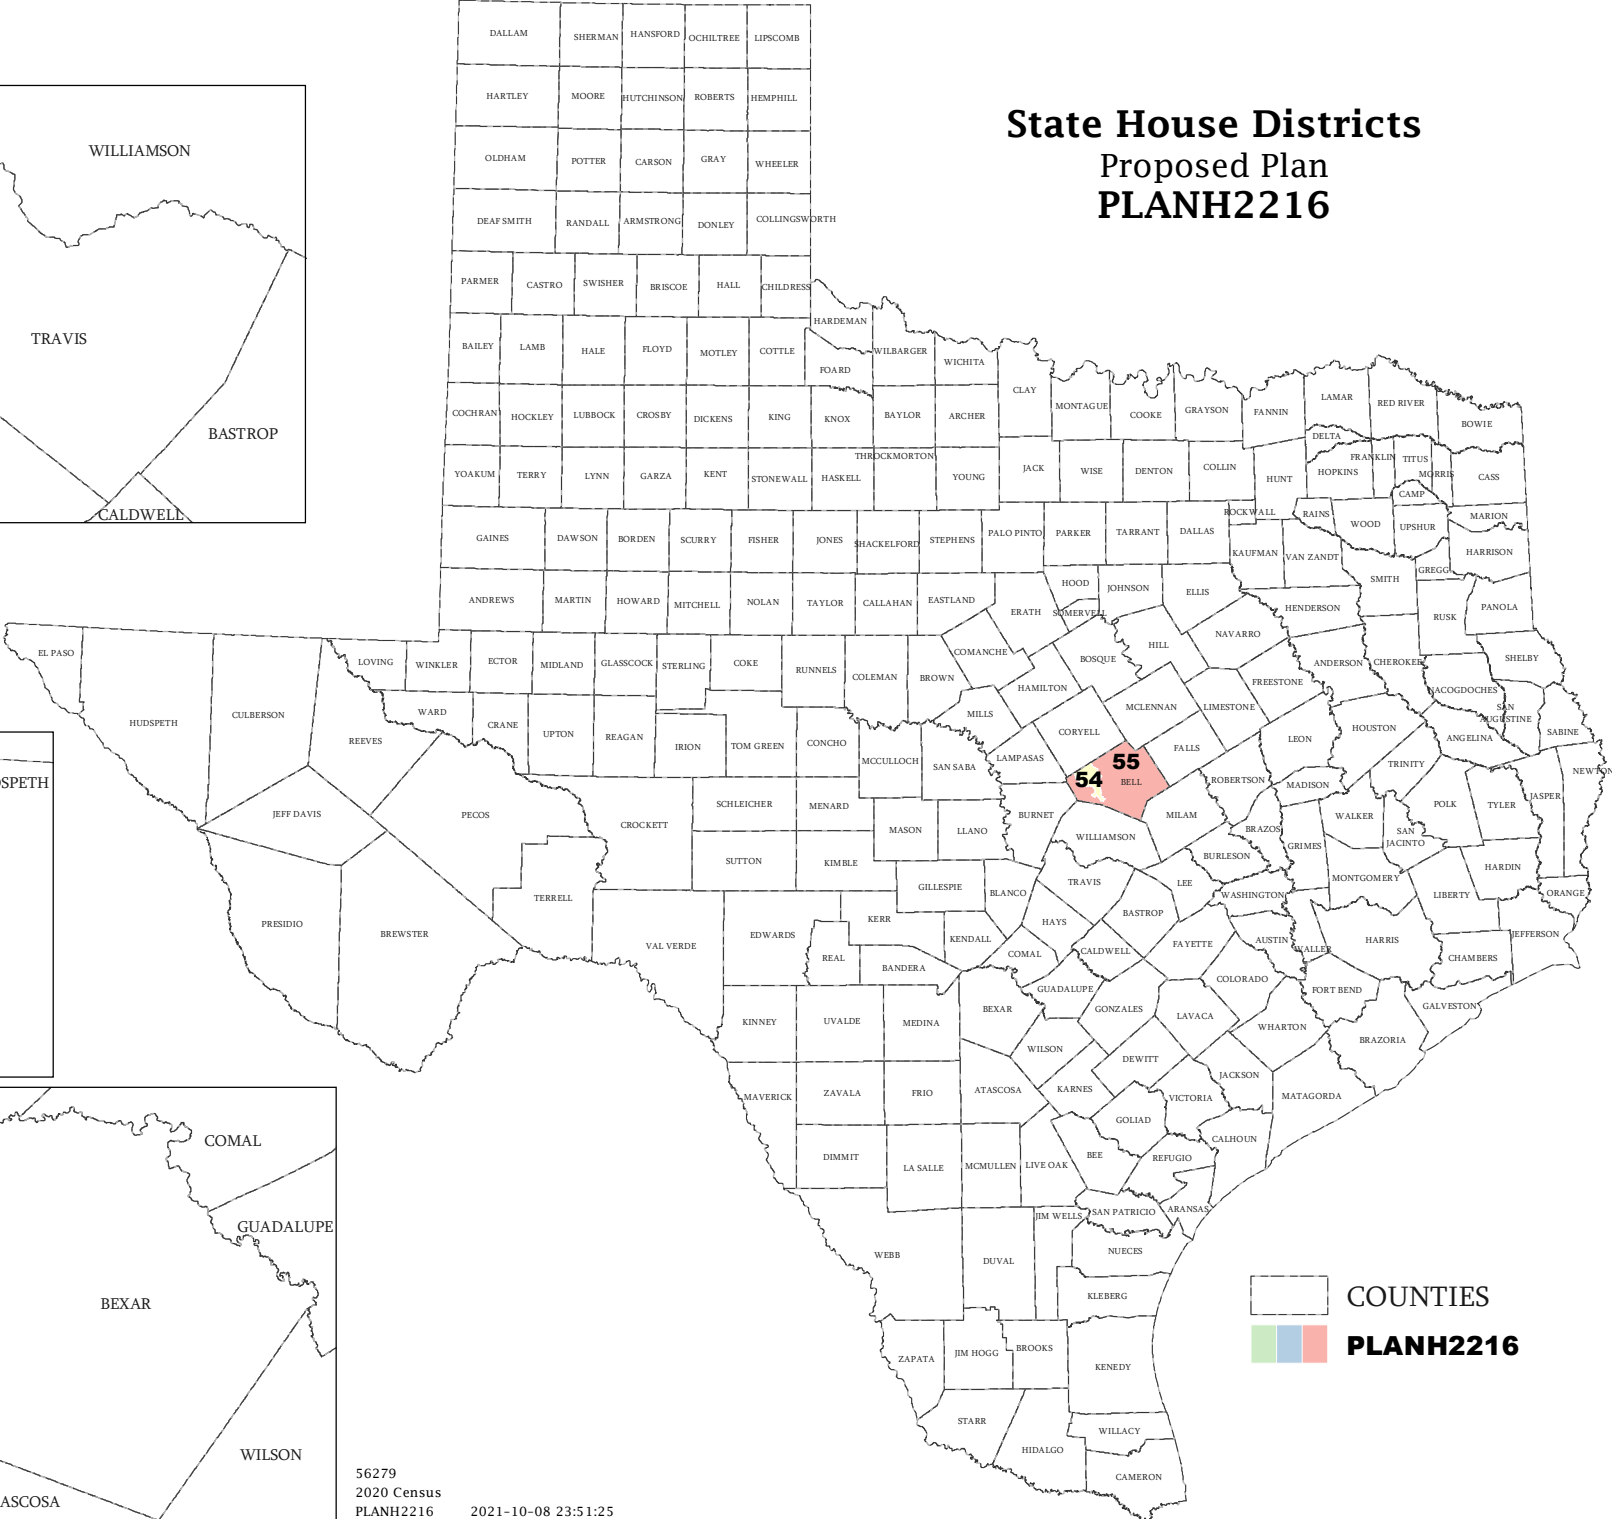 State House Districts
Proposed Plan
PLANH2216
WILLIAMSON
TRAVIS
BASTROP
CALDWELL
SPETH
COMAL
GUADALUPE
BEXAR
WILSON
ASCOSA
DALLAM SHERMAN HANSFORD OCHILTREE LIPSCOMB
HARTLEY MOORE HUTCHINSON ROBERTS HEMPHILL
OLDHAM POTTER CARSON GRAY WHEELER
DEAF SMITH RANDALL ARMSTRONG DONLEY COLLINGSWORTH
PARMER CASTRO SWISHER BRISCOE HALL CHILDRESS
HARDEMAN
BAILEY LAMB HALE FLOYD MOTLEY COTTLE FOARD WILBARGER WICHITA
CLAY MONTAGUE COOKE GRAYSON FANNIN LAMAR RED RIVER BOWIE
COCHRAN HOCKLEY LUBBOCK CROSBY DICKENS KING KNOX BAYLOR ARCHER
DELTA
THROCKMORTON FRANKLIN TITUS
YOAKUM TERRY LYNN GARZA KENT STONEWALL HASKELL YOUNG JACK WISE DENTON COLLIN HUNT HOPKINS MORRIS CASS
CAMP
ROCKWALL RAINS WOOD UPSHUR MARION
GAINES DAWSON BORDEN SCURRY FISHER JONES SHACKELFORD STEPHENS PALO PINTO PARKER TARRANT DALLAS
KAUFMAN VAN ZANDT HARRISON
GREGG
SMITH
HOOD JOHNSON ELLIS
ANDREWS MARTIN HOWARD MITCHELL NOLAN TAYLOR CALLAHAN EASTLAND ERATH SOMERVELL HENDERSON RUSK PANOLA
NAVARRO
HILL
EL PASO LOVING WINKLER ECTOR MIDLAND GLASSCOCK STERLING COKE RUNNELS COLEMAN BROWN COMANCHE BOSQUE ANDERSON CHEROKEE SHELBY
HAMILTON FREESTONE NACOGDOCHES
HUDSPETH CULBERSON WARD CRANE MILLS MCLENNAN LIMESTONE SAN
AUGUSTINE
REEVES UPTON REAGAN IRION TOM GREEN CONCHO CORYELL LEON HOUSTON ANGELINA SABINE
MCCULLOCH SAN SABA LAMPASAS FALLS
55
TRINITY NEWTON
54
BELL ROBERTSON MADISON
JEFF DAVIS PECOS CROCKETT SCHLEICHER MENARD BURNET MILAM WALKER POLK TYLER JASPER
MASON LLANO WILLIAMSON BRAZOS GRIMES SAN
JACINTO
SUTTON KIMBLE BURLESON
HARDIN
TERRELL GILLESPIE BLANCO TRAVIS LEE WASHINGTON MONTGOMERY LIBERTY ORANGE
PRESIDIO BREWSTER VAL VERDE EDWARDS KERR HAYS BASTROP
KENDALL FAYETTE AUSTIN WALLER HARRIS JEFFERSON
REAL BANDERA COMAL CALDWELL CHAMBERS
COLORADO
GUADALUPE FORT BEND
KINNEY UVALDE MEDINA BEXAR GONZALES LAVACA GALVESTON
WHARTON
WILSON DEWITT BRAZORIA
MAVERICK ZAVALA FRIO ATASCOSA KARNES JACKSON
VICTORIA MATAGORDA
GOLIAD
CALHOUN
DIMMIT LA SALLE MCMULLEN LIVE OAK BEE REFUGIO
JIM WELLS SAN PATRICIO ARANSAS
WEBB DUVAL NUECES
KLEBERG
ZAPATA JIM HOGG BROOKS KENEDY
STARR HIDALGO WILLACY
CAMERON
COUNTIES
PLANH2216
56279
2020 Census
PLANH2216 2021-10-08 23:51:25